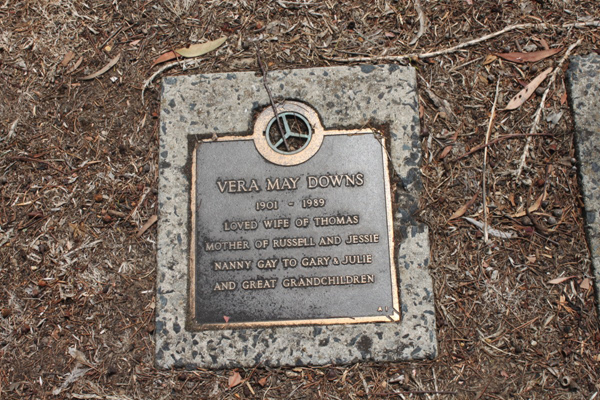 VERA MAY DOWNS
1901 - 1989
LOVED WIFE OF THOMAS
MOTHER OF RUSSELL AND JESSIE
NANNY GAY TO GARY & JULIE
AND GREAT GRANDCHILDREN